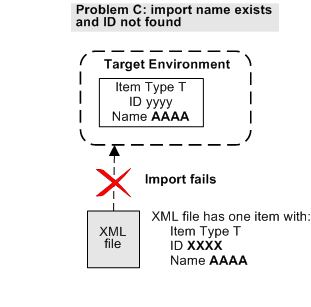 Problem C: import name exists
and ID not found
Target Environment
Item Type T
ID yyyy
Name AAAA
Import fails
XML
file
XML file has one item with:
Item Type T
ID XXXX
Name AAAA